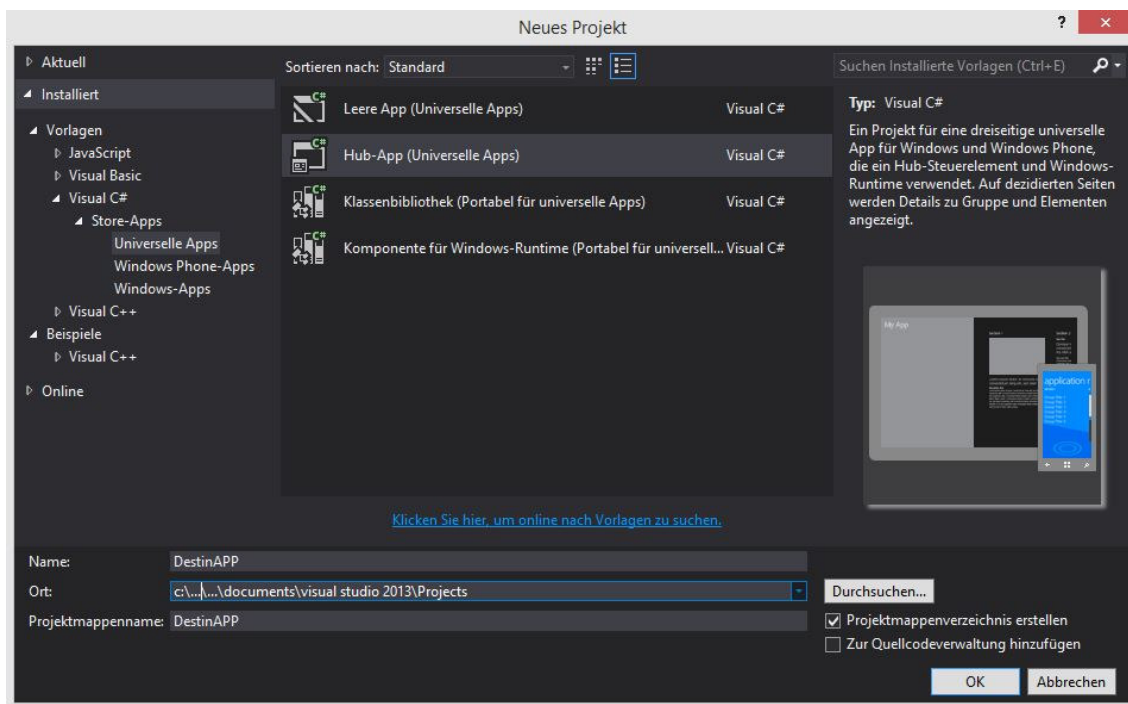 Neues Projekt
?
Aktuell
Installiert
Vorlagen
JavaScript
Visual Basic
Visual C#
Store-Apps
Universelle Apps
Windows Phone-Apps
Windows-Apps
Visual C++
Beispiele
Visual C++
Online
Sortieren nach: Standard
C# Leere App (Universelle Apps) Visual C#
C# Hub-App (Universelle Apps) Visual C#
C# Klassenbibliothek (Portabel für universelle Apps) Visual C#
C# Komponente für Windows-Runtime (Portabel für universell... Visual C#
Klicken Sie hier, um online nach Vorlagen zu suchen.
Suchen Installierte Vorlagen (Ctrl+E)
Typ: Visual C#
Ein Projekt für eine dreiseitige universelle
App für Windows und Windows Phone,
die ein Hub-Steuerelement und Windows-
Runtime verwendet. Auf dezidierten Seiten
werden Details zu Gruppe und Elementen
angezeigt.
My App
application
Name: DestinAPP
Ort: c:\...\...\documents\visual studio 2013\Projects
Projektmappenname: DestinAPP
Durchsuchen...
Projektmappenverzeichnis erstellen
Zur Quellcodeverwaltung hinzufügen
OK Abbrechen